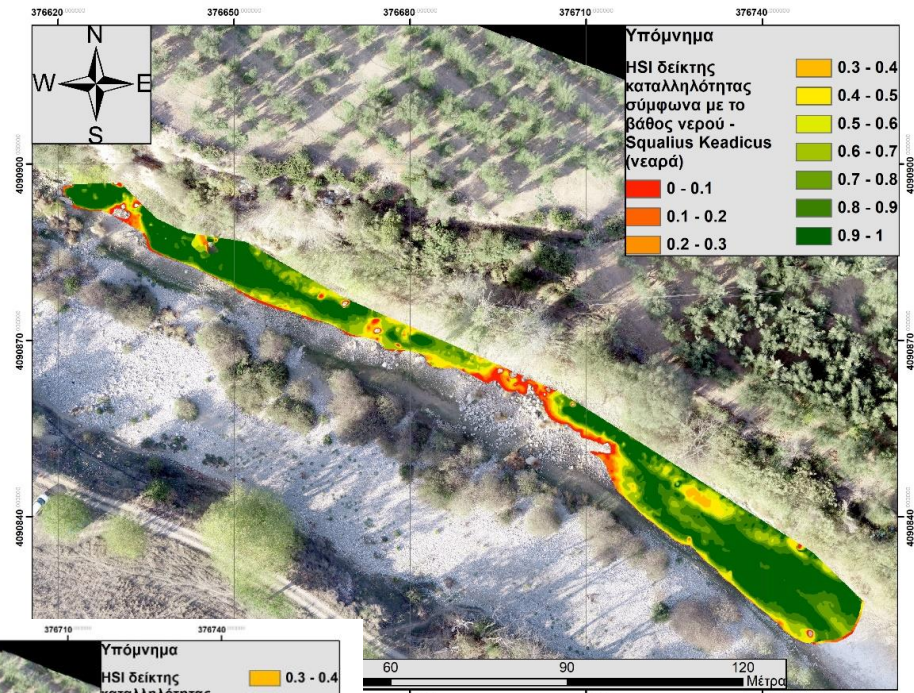 376620
376650
376680
376710
376740
N
W
E
S
Υπόμνημα
HSI δείκτης
καταλληλότητας
σύμφωνα με το
βάθος νερού -
Squalius Keadicus
(νεαρά)
0 - 0.1
0.1 - 0.2
0.2 - 0.3
0.3 - 0.4
0.4 - 0.5
0.5 - 0.6
0.6 - 0.7
0.7 - 0.8
0.8 - 0.9
0.9 - 1
4090900
4090900
4090870
4090870
4090840
4090840
376710
376740
Υπόμνημα
HSI δείκτης
καταλληλότητας
0.3 - 0.4
60
90
120
Μέτρα